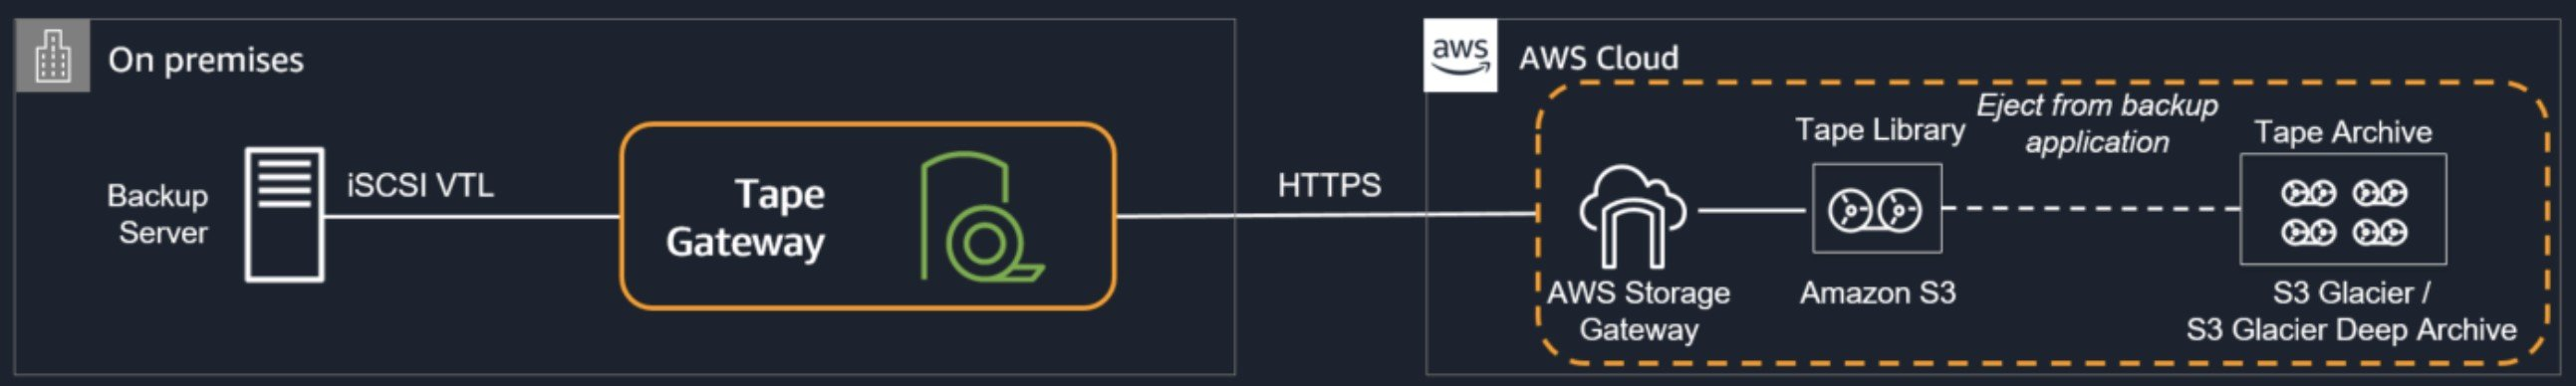 On premises
Backup
Server
iSCSI VTL
Tape
Gateway
HTTPS
aws
AWS Cloud
AWS Storage
Gateway
Tape Library
Amazon S3
Eject from backup
application
Tape Archive
S3 Glacier /
S3 Glacier Deep Archive